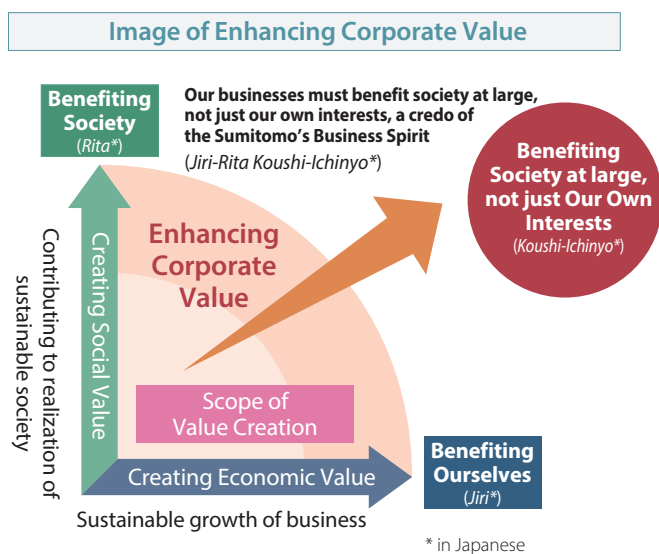 Image of Enhancing Corporate Value
Benefiting
Society
(Rita*)
Our businesses must benefit society at large,
not just our own interests, a credo of
the Sumitomo's Business Spirit
(Jiri-Rita Koushi-Ichinyo*)
Benefiting
Society at large,
not just Our Own
Interests
(Koushi-Ichinyo*)
Enhancing
Corporate
Value
Contributing to realization of
sustainable society
Creating Social Value
Scope of
Value Creation
Creating Economic Value
Benefiting
Ourselves
(Jiri*)
Sustainable growth of business
* in Japanese